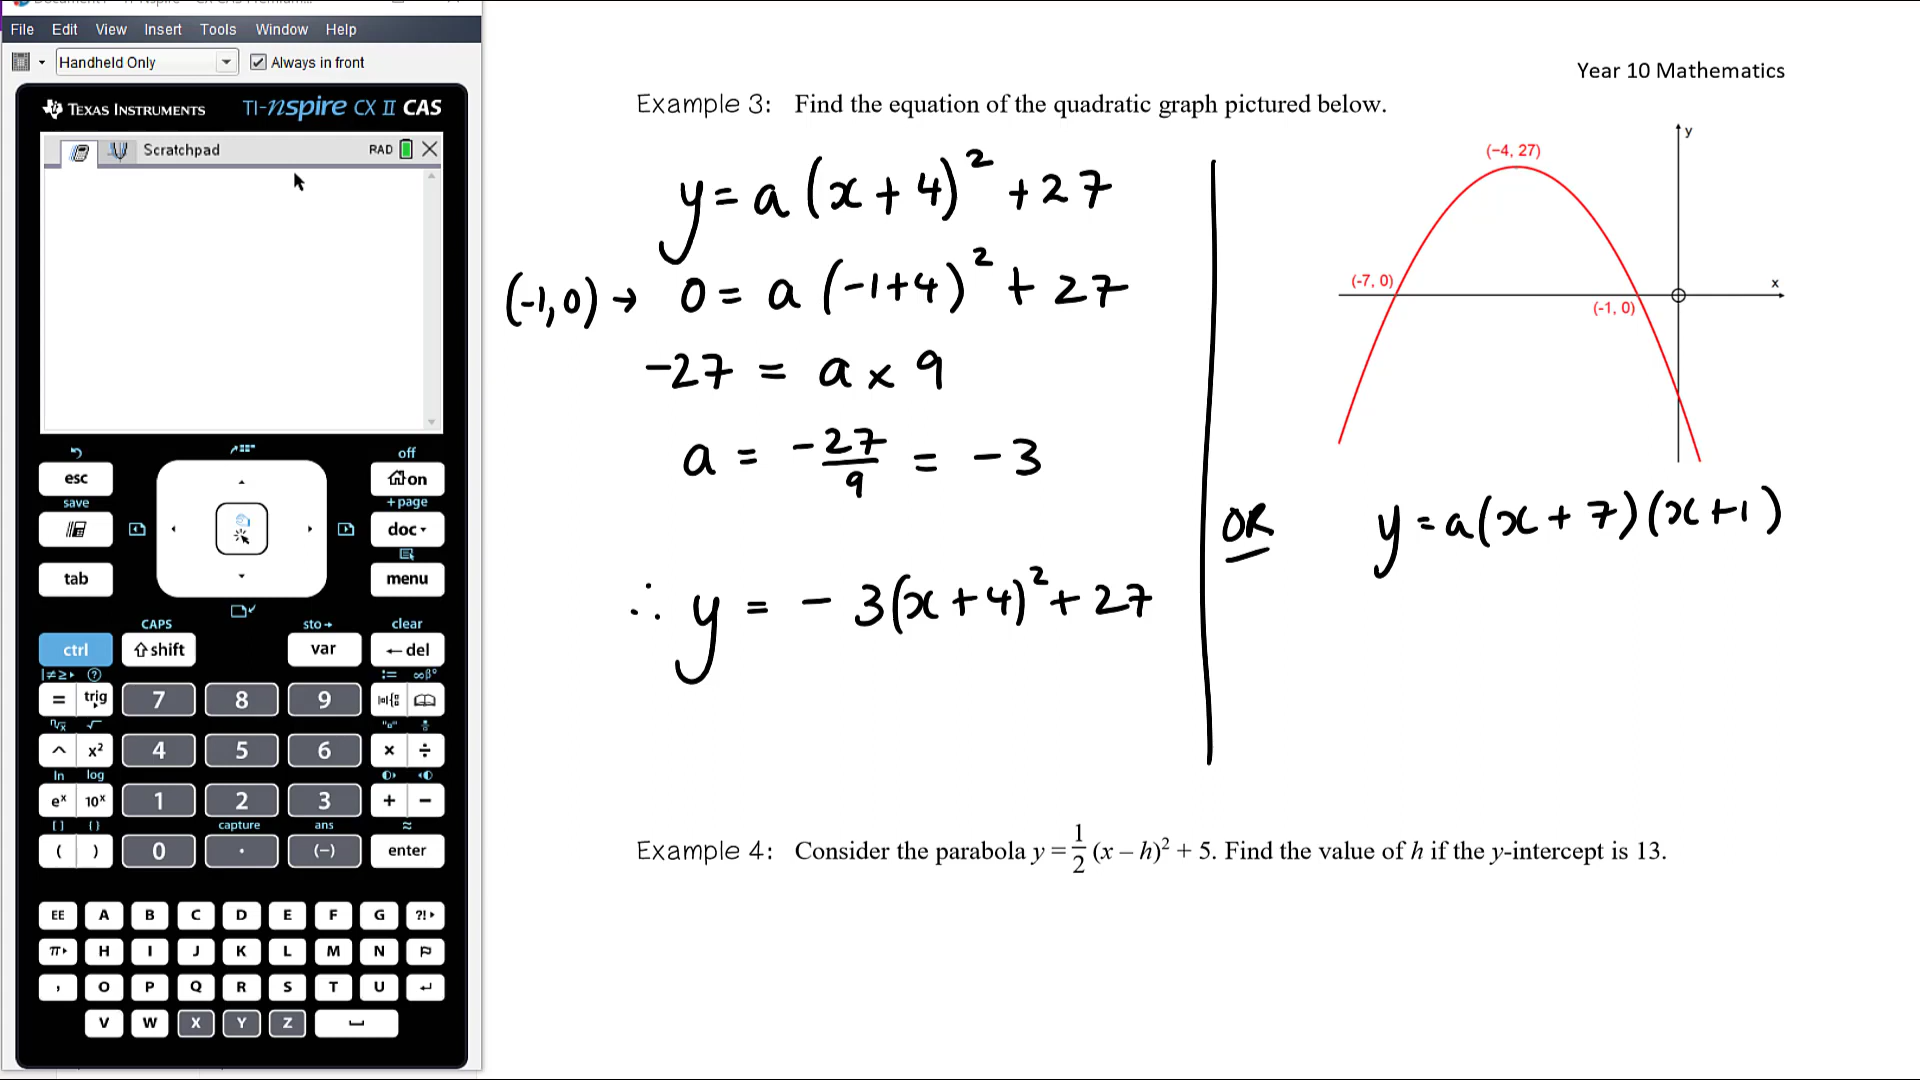 File Edit View Insert Tools Window Help
Handheld Only Always in front
TEXAS INSTRUMENTS TI-nspire CX II CAS
Scratchpad RAD
off
esc on
save + page
doc
tab menu
CAPS sto→ clear
ctrl ⇧shift var ←del
|≠≥▸ := ∞β°
= trig 7 8 9
ⁿ√x √
^ x² 4 5 6 × ÷
ln log
eˣ 10ˣ 1 2 3 + −
[ ] { } capture ans ≈
( ) 0 . (−) enter
EE A B C D E F G ?!▸
π▸ H I J K L M N
, O P Q R S T U ↵
V W X Y Z
Year 10 Mathematics
Example 3: Find the equation of the quadratic graph pictured below.
y = a(x + 4)² + 27
(-1, 0) → 0 = a(-1+4)² + 27
-27 = a × 9
a = -27/9 = -3
∴ y = - 3(x + 4)² + 27
y
(−4, 27)
(-7, 0) x
(-1, 0)
OR y = a(x + 7)(x + 1)
Example 4: Consider the parabola y = 1/2 (x – h)² + 5. Find the value of h if the y-intercept is 13.